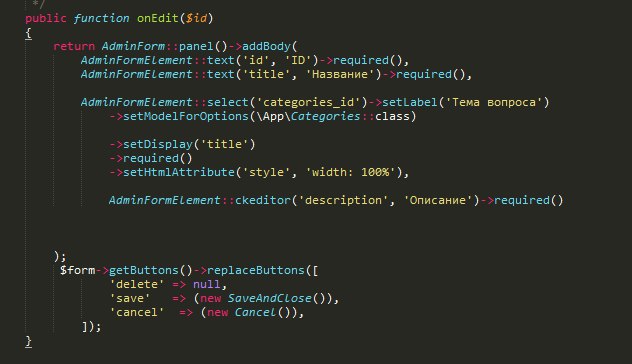 */
public function onEdit($id)
{
return AdminForm::panel()->addBody(
AdminFormElement::text('id', 'ID')->required(),
AdminFormElement::text('title', 'Название')->required(),
AdminFormElement::select('categories_id')->setLabel('Тема вопроса')
->setModelForOptions(\App\Categories::class)
->setDisplay('title')
->required()
->setHtmlAttribute('style', 'width: 100%'),
AdminFormElement::ckeditor('description', 'Описание')->required()
);
$form->getButtons()->replaceButtons([
'delete' => null,
'save'   => (new SaveAndClose()),
'cancel'  => (new Cancel()),
]);
}